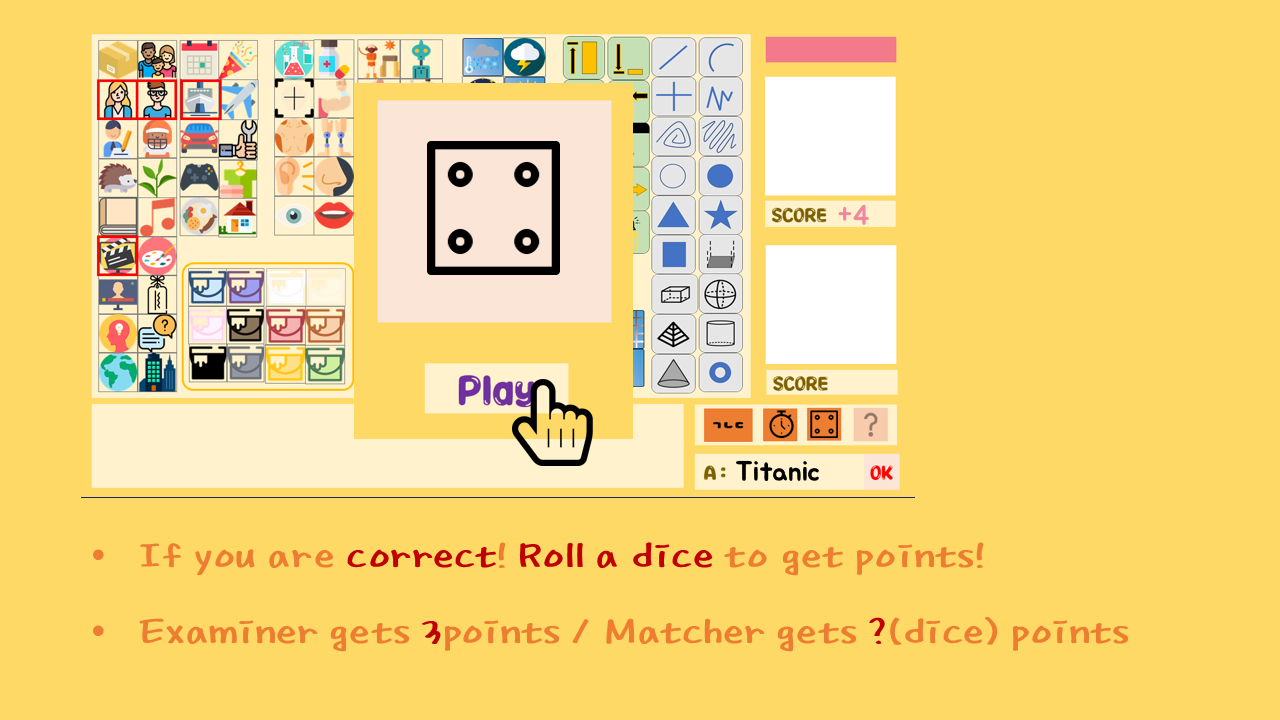 SCORE +4
Play
SCORE
?
A: Titanic OK
• If you are correct! Roll a dice to get points!
• Examiner gets 3points / Matcher gets ?(dice) points